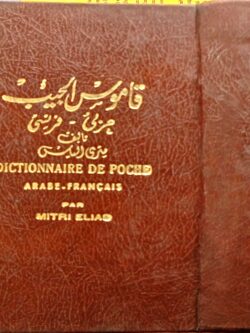 قاموس الجيب
عربي - فرنسي
تأليف
متري الياس
DICTIONNAIRE DE POCHE
ARABE-FRANÇAIS
PAR
MITRI ELIAS